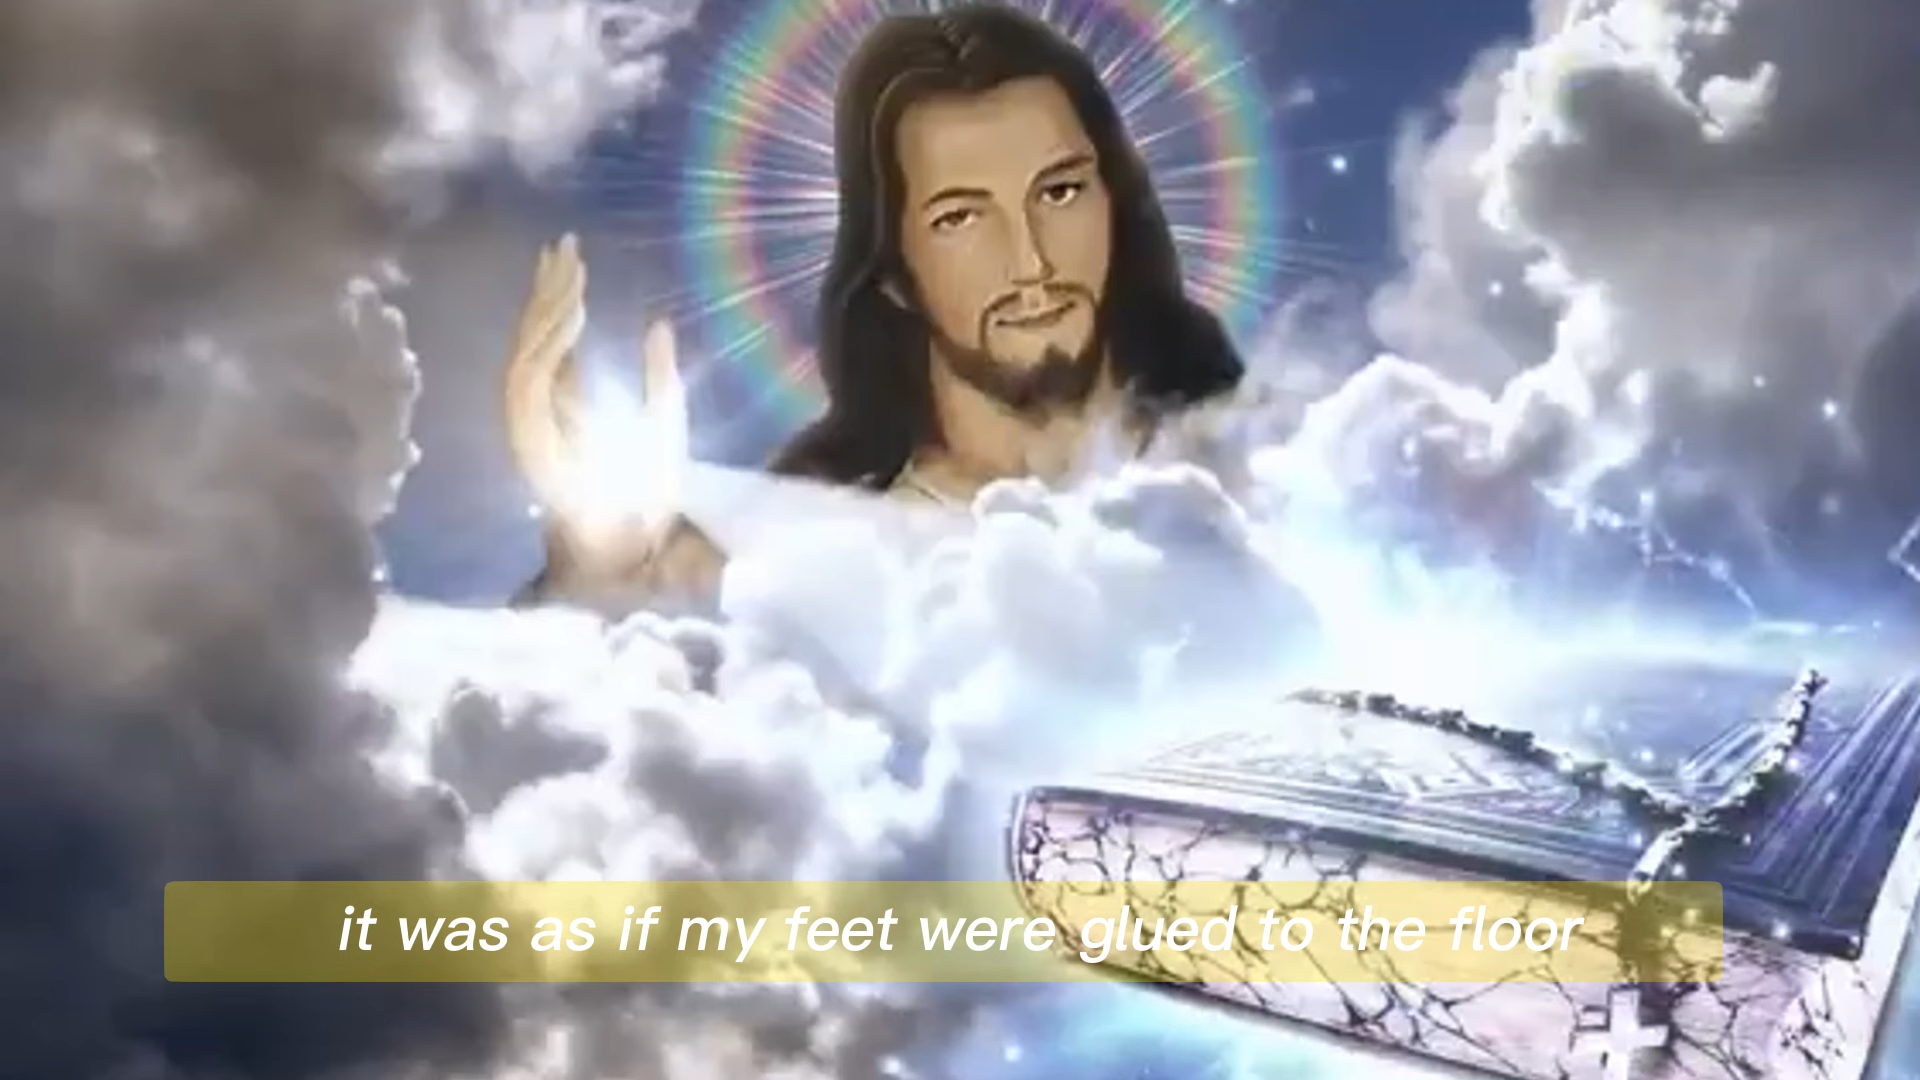 it was as if my feet were glued to the floor